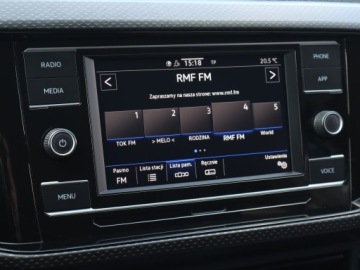 RADIO
MEDIA
MENU
15:18 TP 20.5 °C
< RMF FM >
Zapraszamy na nasza strone: www.rmf.fm
1 2 3 4 5
TOK FM > MELO < RODZINA RMF FM World
Pasmo FM
Lista stacji
Lista pam.
Ręcznie
Ustawienia
PHONE
APP
VOICE